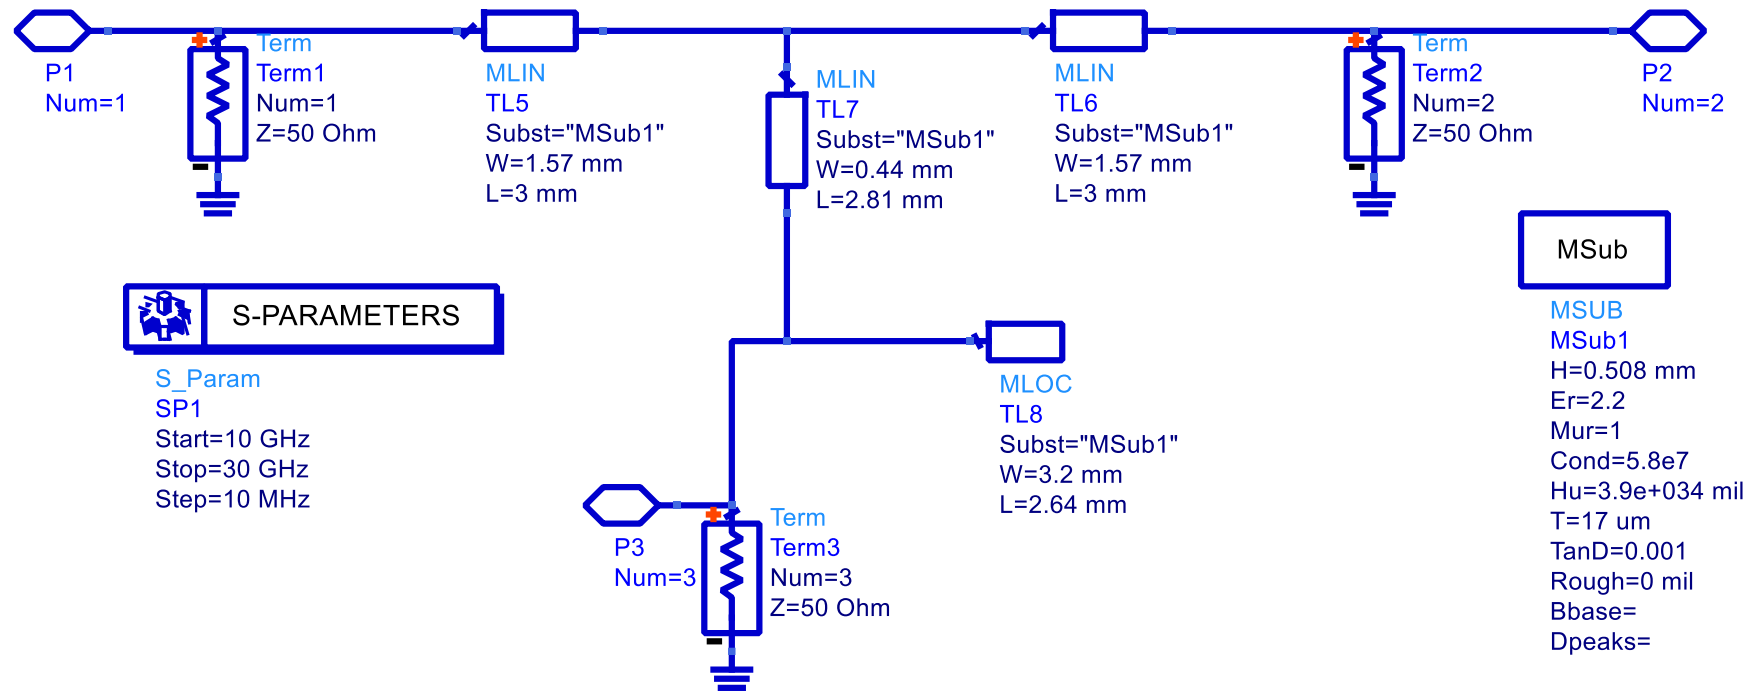 P1
Num=1
Term
Term1
Num=1
Z=50 Ohm
MLIN
TL5
Subst="MSub1"
W=1.57 mm
L=3 mm
MLIN
TL7
Subst="MSub1"
W=0.44 mm
L=2.81 mm
MLIN
TL6
Subst="MSub1"
W=1.57 mm
L=3 mm
Term
Term2
Num=2
Z=50 Ohm
P2
Num=2
S-PARAMETERS
S_Param
SP1
Start=10 GHz
Stop=30 GHz
Step=10 MHz
MLOC
TL8
Subst="MSub1"
W=3.2 mm
L=2.64 mm
P3
Num=3
Term
Term3
Num=3
Z=50 Ohm
MSub
MSUB
MSub1
H=0.508 mm
Er=2.2
Mur=1
Cond=5.8e7
Hu=3.9e+034 mil
T=17 um
TanD=0.001
Rough=0 mil
Bbase=
Dpeaks=